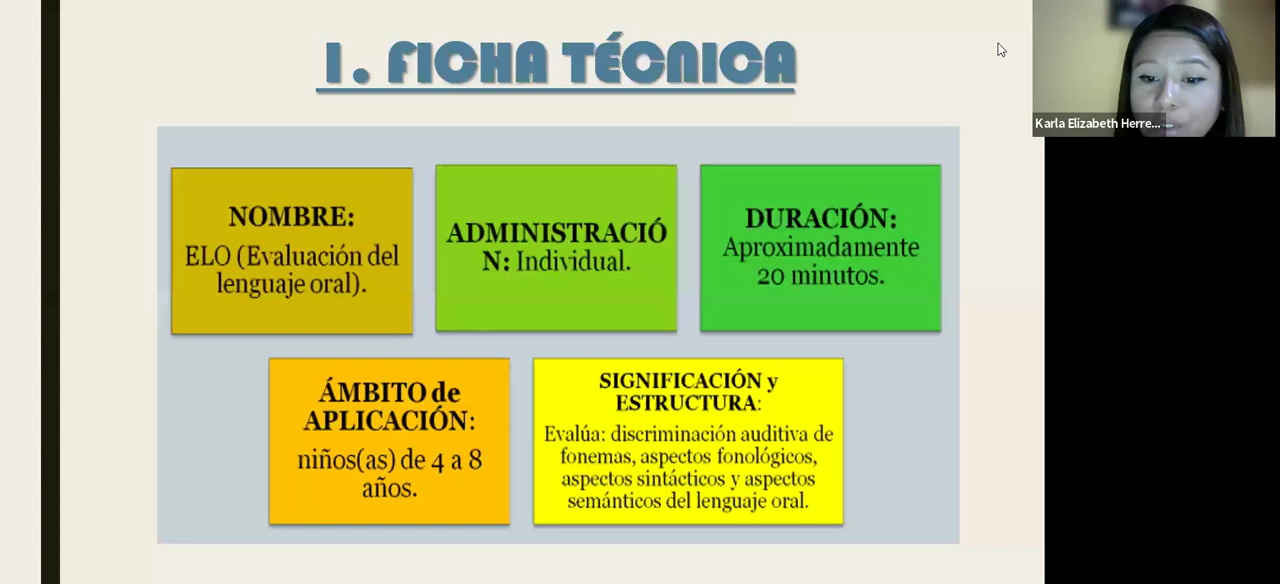 1. FICHA TÉCNICA
Karla Elizabeth Herre...
NOMBRE:
ELO (Evaluación del
lenguaje oral).
ADMINISTRACIÓ
N: Individual.
DURACIÓN:
Aproximadamente
20 minutos.
ÁMBITO de
APLICACIÓN:
niños(as) de 4 a 8
años.
SIGNIFICACIÓN y
ESTRUCTURA:
Evalúa: discriminación auditiva de
fonemas, aspectos fonológicos,
aspectos sintácticos y aspectos
semánticos del lenguaje oral.